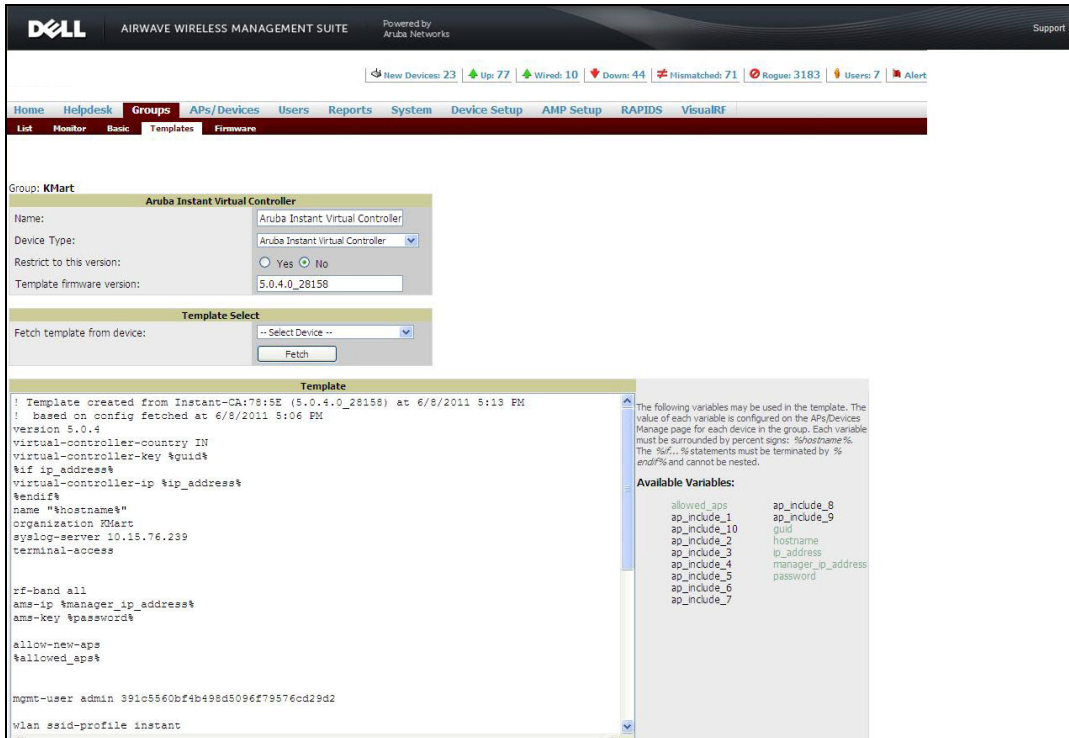 DELL AIRWAVE WIRELESS MANAGEMENT SUITE Powered by Aruba Networks Support
New Devices: 23 Up: 77 Wired: 10 Down: 44 Mismatched: 71 Rogue: 3183 Users: 7 Alert
Home Helpdesk Groups APs/Devices Users Reports System Device Setup AMP Setup RAPIDS VisualRF
List Monitor Basic Templates Firmware
Group: KMart
Aruba Instant Virtual Controller
Name: Aruba Instant Virtual Controller
Device Type: Aruba Instant Virtual Controller
Restrict to this version: Yes No
Template firmware version: 5.0.4.0_28158
Template Select
Fetch template from device: -- Select Device --
Fetch
Template
! Template created from Instant-CA:78:5E (5.0.4.0_28158) at 6/8/2011 5:13 PM
! based on config fetched at 6/8/2011 5:06 PM
version 5.0.4
virtual-controller-country IN
virtual-controller-key %guid%
%if ip_address%
virtual-controller-ip %ip_address%
%endif%
name "%hostname%"
organization KMart
syslog-server 10.15.76.239
terminal-access
rf-band all
ams-ip %manager_ip_address%
ams-key %password%
allow-new-aps
%allowed_aps%
mgmt-user admin 391c5560bf4b498d5096f79576cd29d2
wlan ssid-profile instant
The following variables may be used in the template. The
value of each variable is configured on the APs/Devices
Manage page for each device in the group. Each variable
must be surrounded by percent signs: %hostname%.
The %if... % statements must be terminated by %
endif% and cannot be nested.
Available Variables:
allowed_aps ap_include_8
ap_include_1 ap_include_9
ap_include_10 guid
ap_include_2 hostname
ap_include_3 ip_address
ap_include_4 manager_ip_address
ap_include_5 password
ap_include_6
ap_include_7